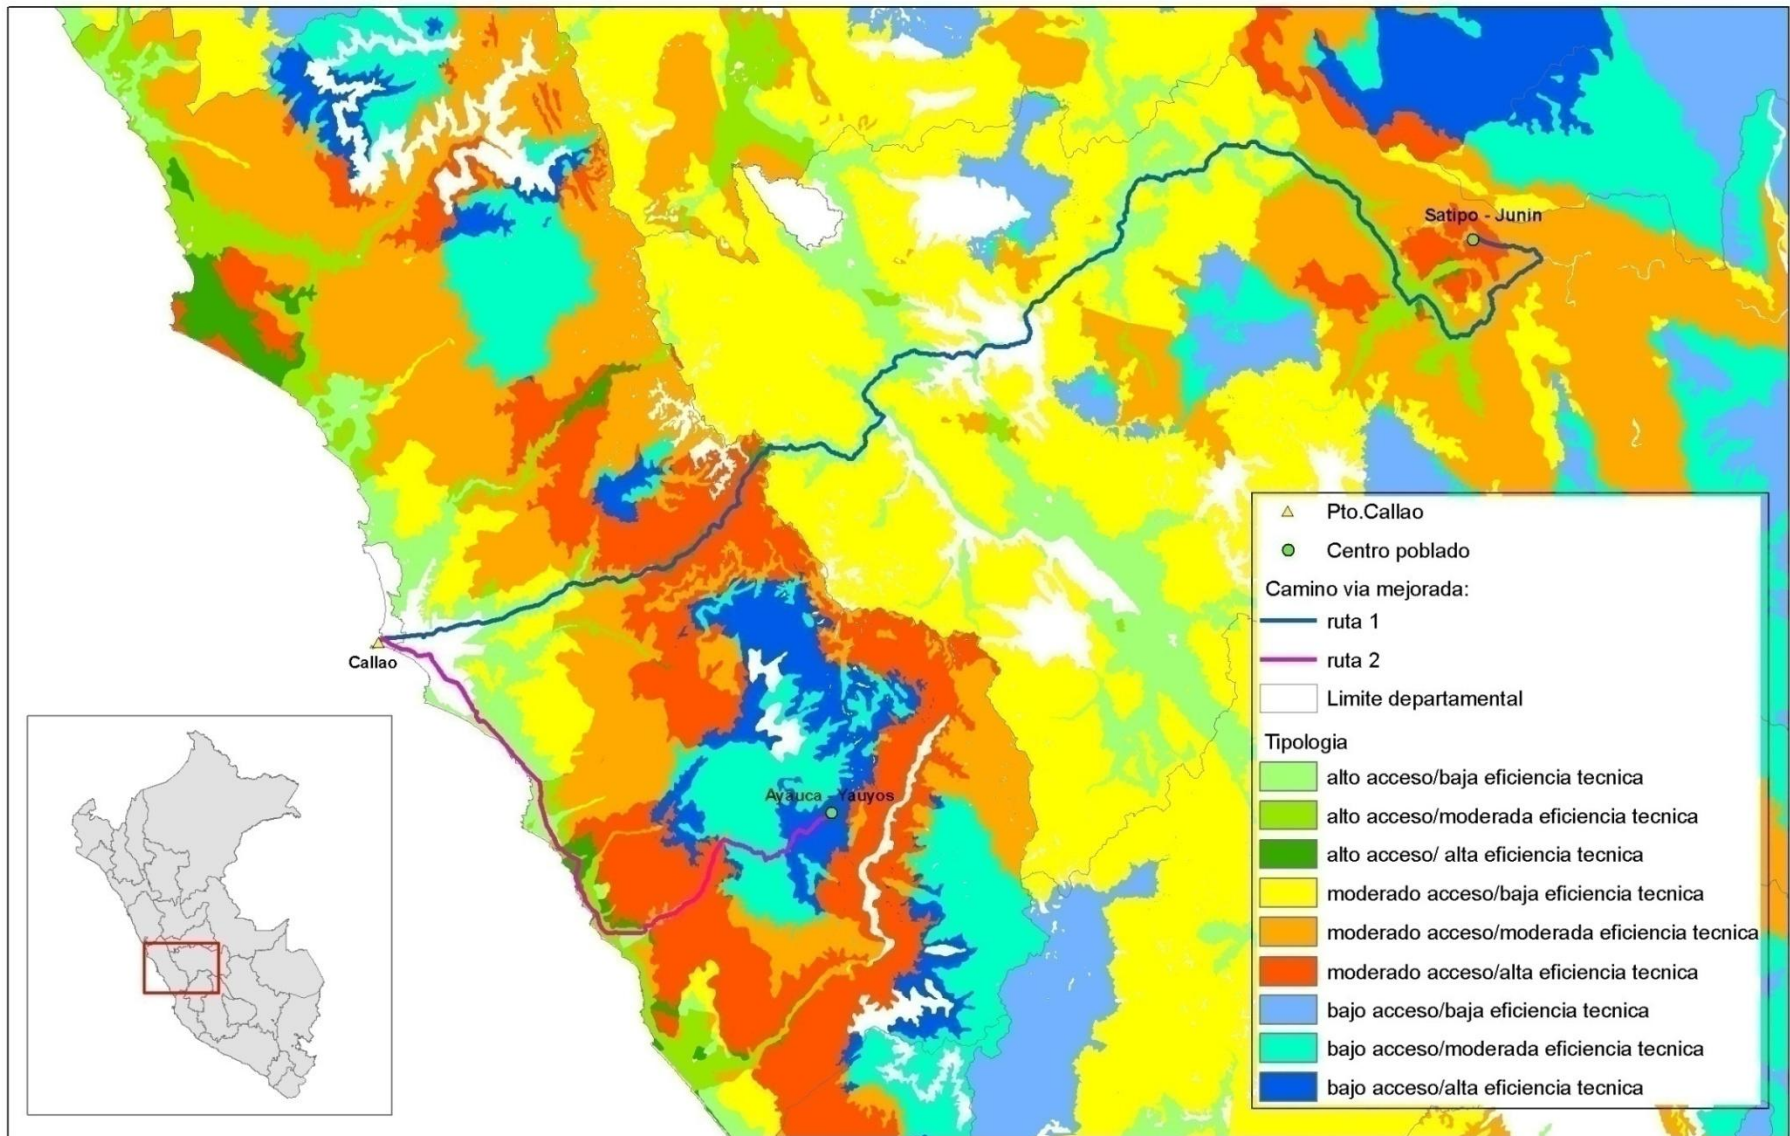 Satipo - Junin
Callao
Ayauca - Yauyos
Pto.Callao
Centro poblado
Camino via mejorada:
ruta 1
ruta 2
Limite departamental
Tipologia
alto acceso/baja eficiencia tecnica
alto acceso/moderada eficiencia tecnica
alto acceso/ alta eficiencia tecnica
moderado acceso/baja eficiencia tecnica
moderado acceso/moderada eficiencia tecnica
moderado acceso/alta eficiencia tecnica
bajo acceso/baja eficiencia tecnica
bajo acceso/moderada eficiencia tecnica
bajo acceso/alta eficiencia tecnica